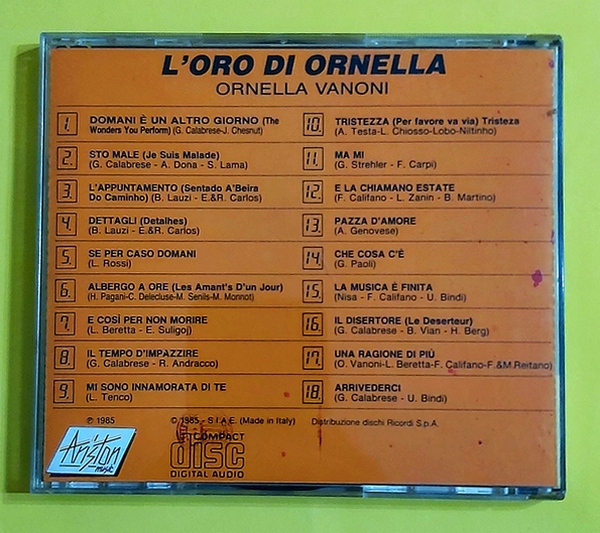 L'ORO DI ORNELLA
ORNELLA VANONI
1. DOMANI È UN ALTRO GIORNO (The
Wonders You Perform) (G. Calabrese-J. Chesnut)
2. STO MALE (Je Suis Malade)
(G. Calabrese - A. Dona - S. Lama)
3. L'APPUNTAMENTO (Sentado A'Beira
Do Caminho) (B. Lauzi - E.&R. Carlos)
4. DETTAGLI (Detalhes)
(B. Lauzi - E.&R. Carlos)
5. SE PER CASO DOMANI
(L. Rossi)
6. ALBERGO A ORE (Les Amant's D'un Jour)
(H. Pagani-C. Delecluse-M. Senlis-M. Monnot)
7. E COSÌ PER NON MORIRE
(L. Beretta - E. Suligoj)
8. IL TEMPO D'IMPAZZIRE
(G. Calabrese - R. Andracco)
9. MI SONO INNAMORATA DI TE
(L. Tenco)
10. TRISTEZZA (Per favore va via) Tristeza
(A. Testa-L. Chiosso-Lobo-Niltinho)
11. MA MI
(G. Strehler - F. Carpi)
12. E LA CHIAMANO ESTATE
(F. Califano - L. Zanin - B. Martino)
13. PAZZA D'AMORE
(A. Genovese)
14. CHE COSA C'È
(G. Paoli)
15. LA MUSICA È FINITA
(Nisa - F. Califano - U. Bindi)
16. IL DISERTORE (Le Deserteur)
(G. Calabrese - B. Vian - H. Berg)
17. UNA RAGIONE DI PIÙ
(O. Vanoni-L. Beretta-F. Califano-F.&M.Reitano)
18. ARRIVEDERCI
(G. Calabrese - U. Bindi)
℗ 1985 © 1985 - S.I.A.E. (Made in Italy) Distribuzione dischi Ricordi S.p.A.
Ariston
music
COMPACT
disc
DIGITAL AUDIO